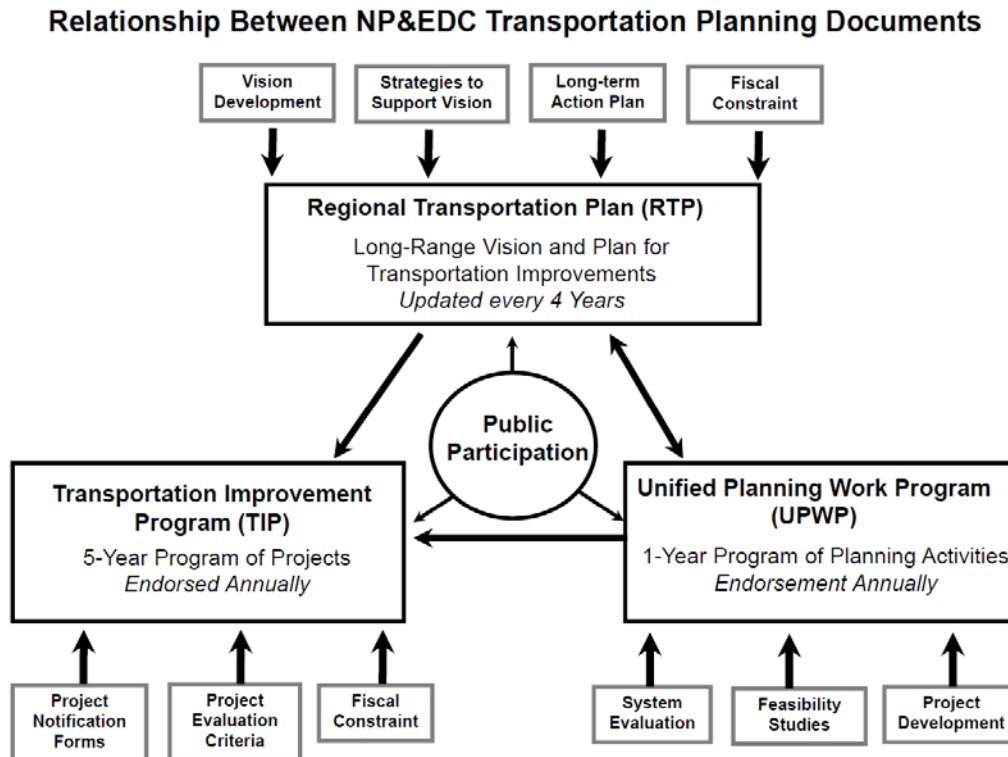 Relationship Between NP&EDC Transportation Planning Documents
Vision
Development
Strategies to
Support Vision
Long-term
Action Plan
Fiscal
Constraint
Regional Transportation Plan (RTP)
Long-Range Vision and Plan for
Transportation Improvements
Updated every 4 Years
Public
Participation
Transportation Improvement
Program (TIP)
5-Year Program of Projects
Endorsed Annually
Unified Planning Work Program
(UPWP)
1-Year Program of Planning Activities
Endorsement Annually
Project
Notification
Forms
Project
Evaluation
Criteria
Fiscal
Constraint
System
Evaluation
Feasibility
Studies
Project
Development